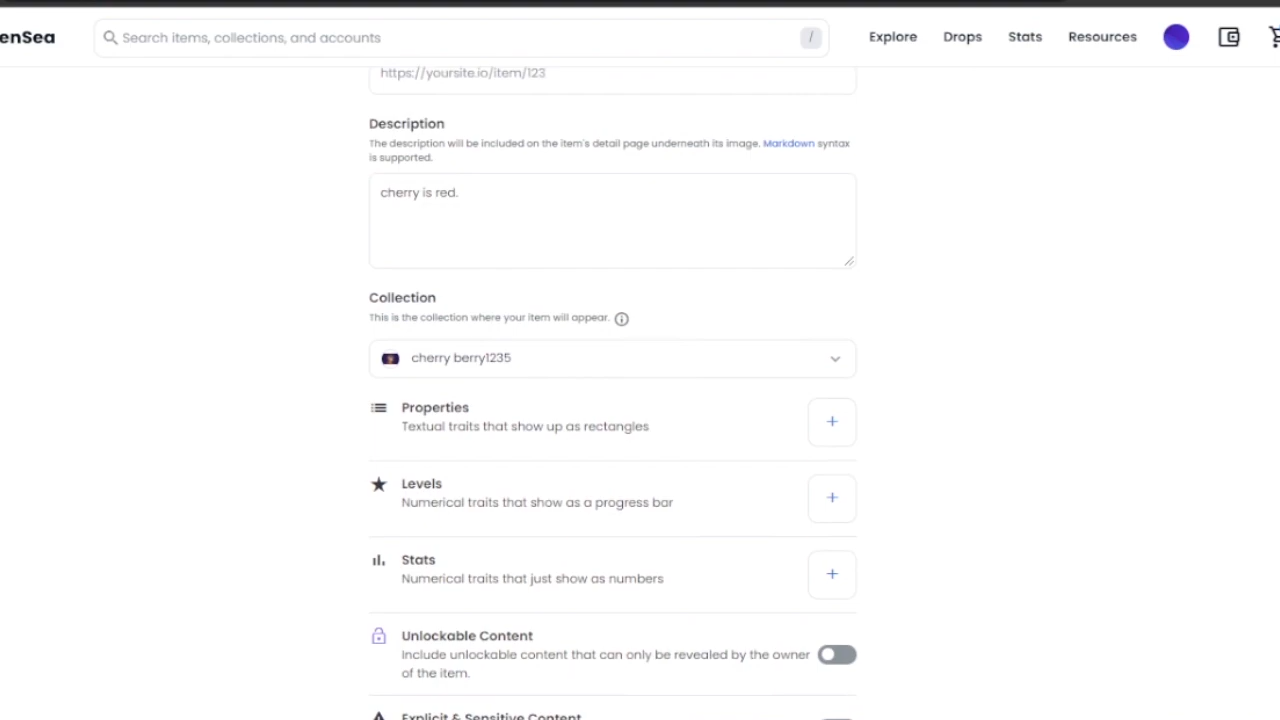 enSea
Search items, collections, and accounts
/
Explore
Drops
Stats
Resources
https://yoursite.io/item/123
Description
The description will be included on the item's detail page underneath its image. Markdown syntax
is supported.
cherry is red.
Collection
This is the collection where your item will appear.
cherry berry1235
Properties
Textual traits that show up as rectangles
Levels
Numerical traits that show as a progress bar
Stats
Numerical traits that just show as numbers
Unlockable Content
Include unlockable content that can only be revealed by the owner
of the item.
Explicit & Sensitive Content